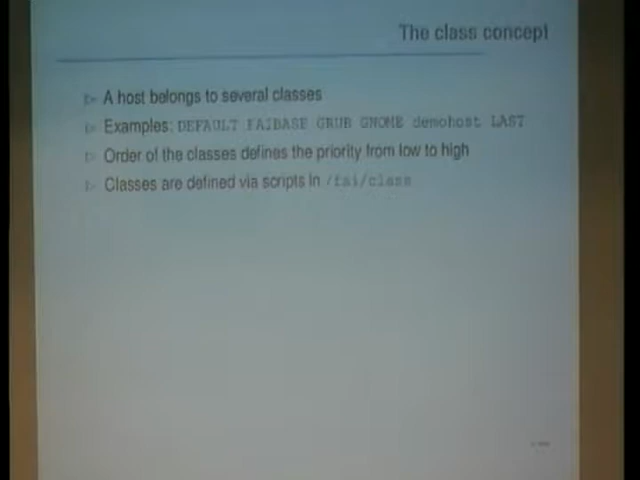 The class concept
A host belongs to several classes
Examples: DEFAULT FAIBASE GRUB GNOME demohost LAST
Order of the classes defines the priority from low to high
Classes are defined via scripts in /fai/class